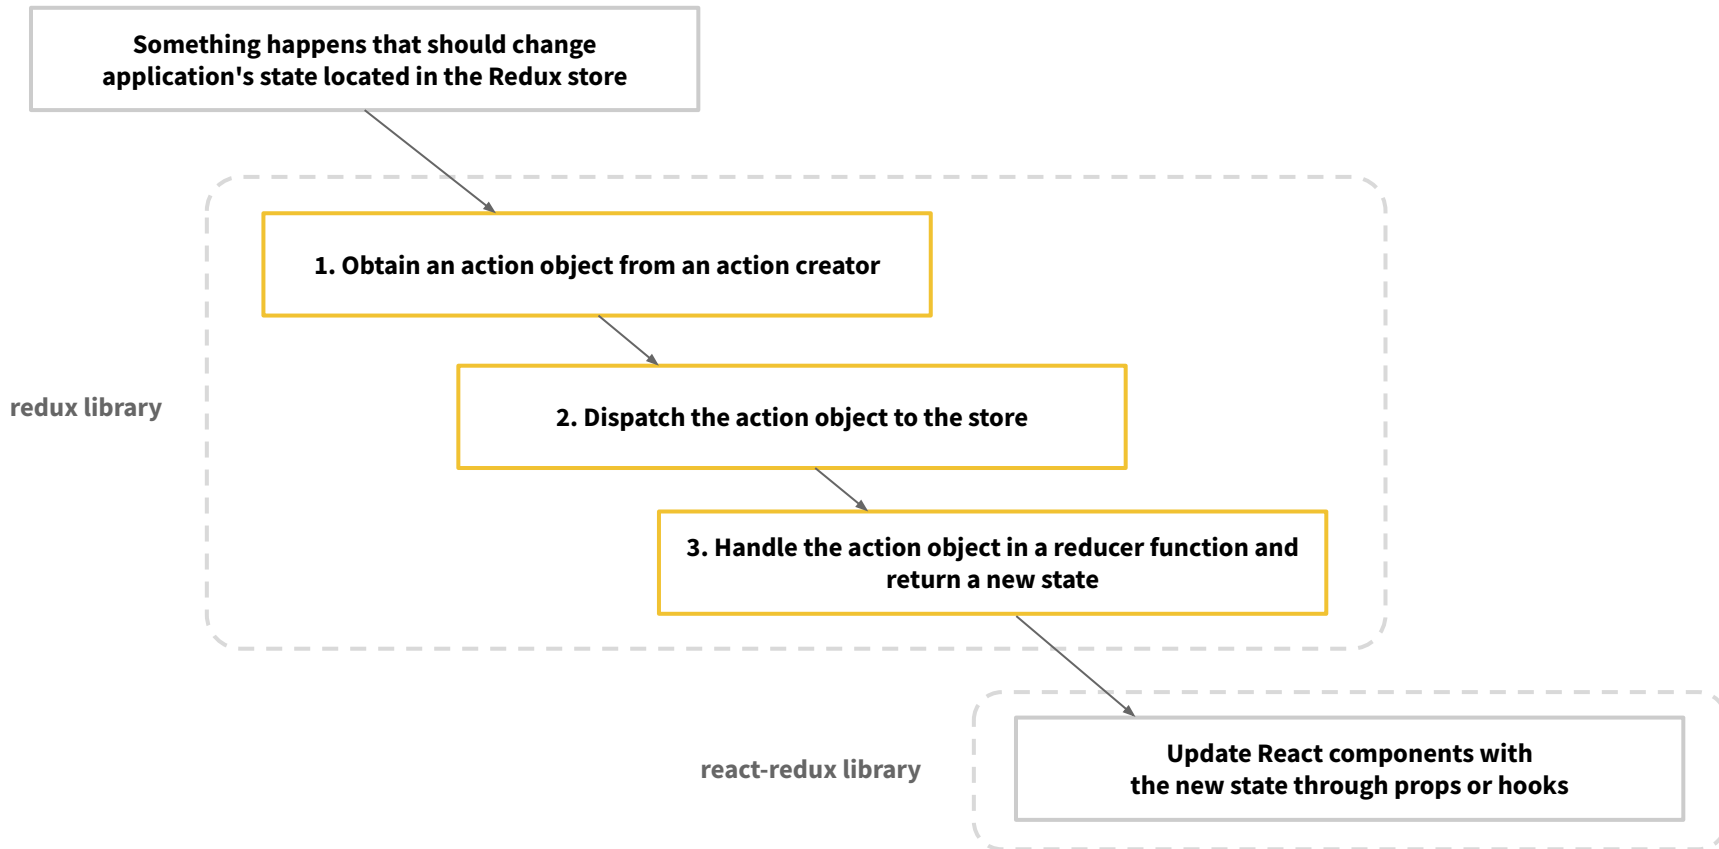 Something happens that should change
application's state located in the Redux store
1. Obtain an action object from an action creator
redux library
2. Dispatch the action object to the store
3. Handle the action object in a reducer function and
return a new state
react-redux library
Update React components with
the new state through props or hooks